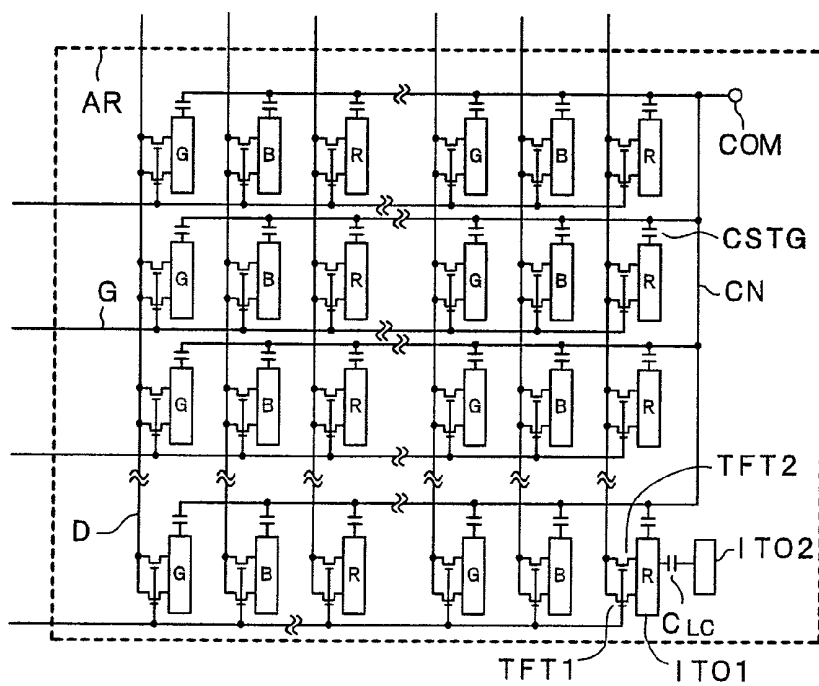 AR
COM
G B R G B R
CSTG
G B R G B R
G
CN
G B R G B R
TFT2
D
G B R G B R
ITO2
CLC
TFT1
ITO1